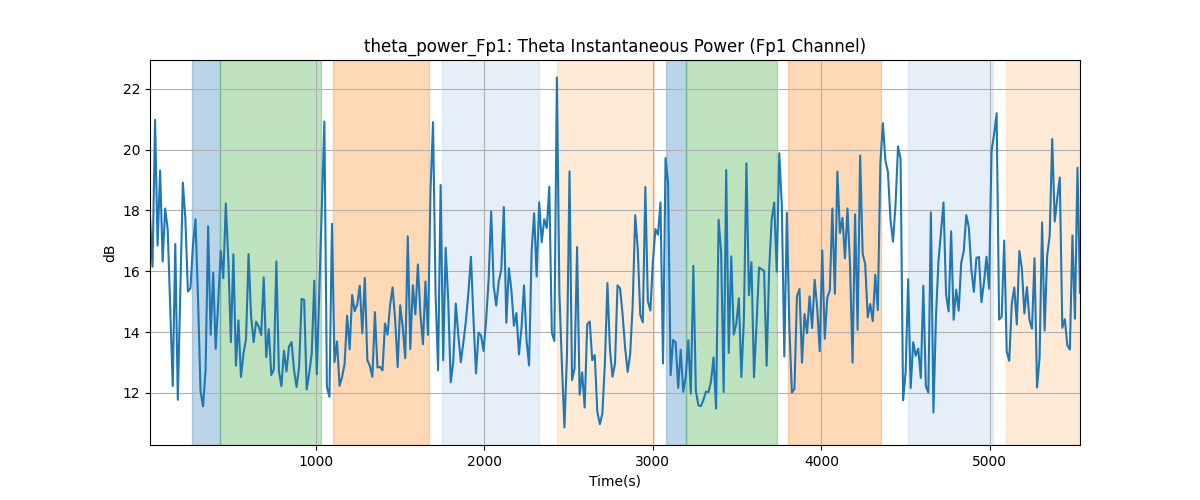 theta_power_Fp1: Theta Instantaneous Power (Fp1 Channel)
22
20
18
16
14
12
dB
1000 2000 3000 4000 5000
Time(s)